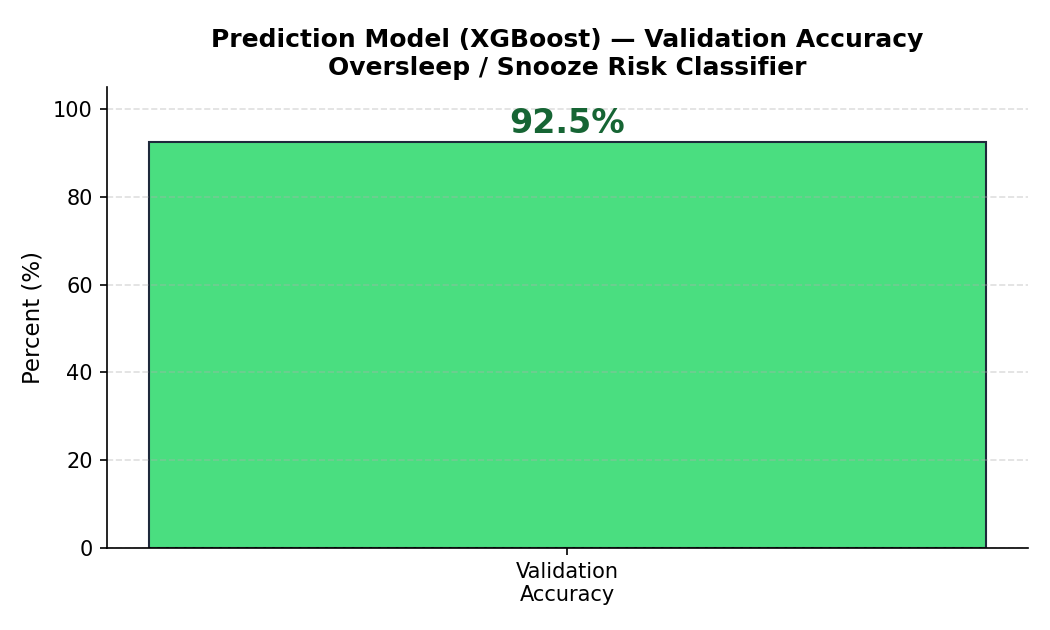 Prediction Model (XGBoost) — Validation Accuracy
Oversleep / Snooze Risk Classifier
92.5%
100
80
60
40
20
0
Percent (%)
Validation
Accuracy